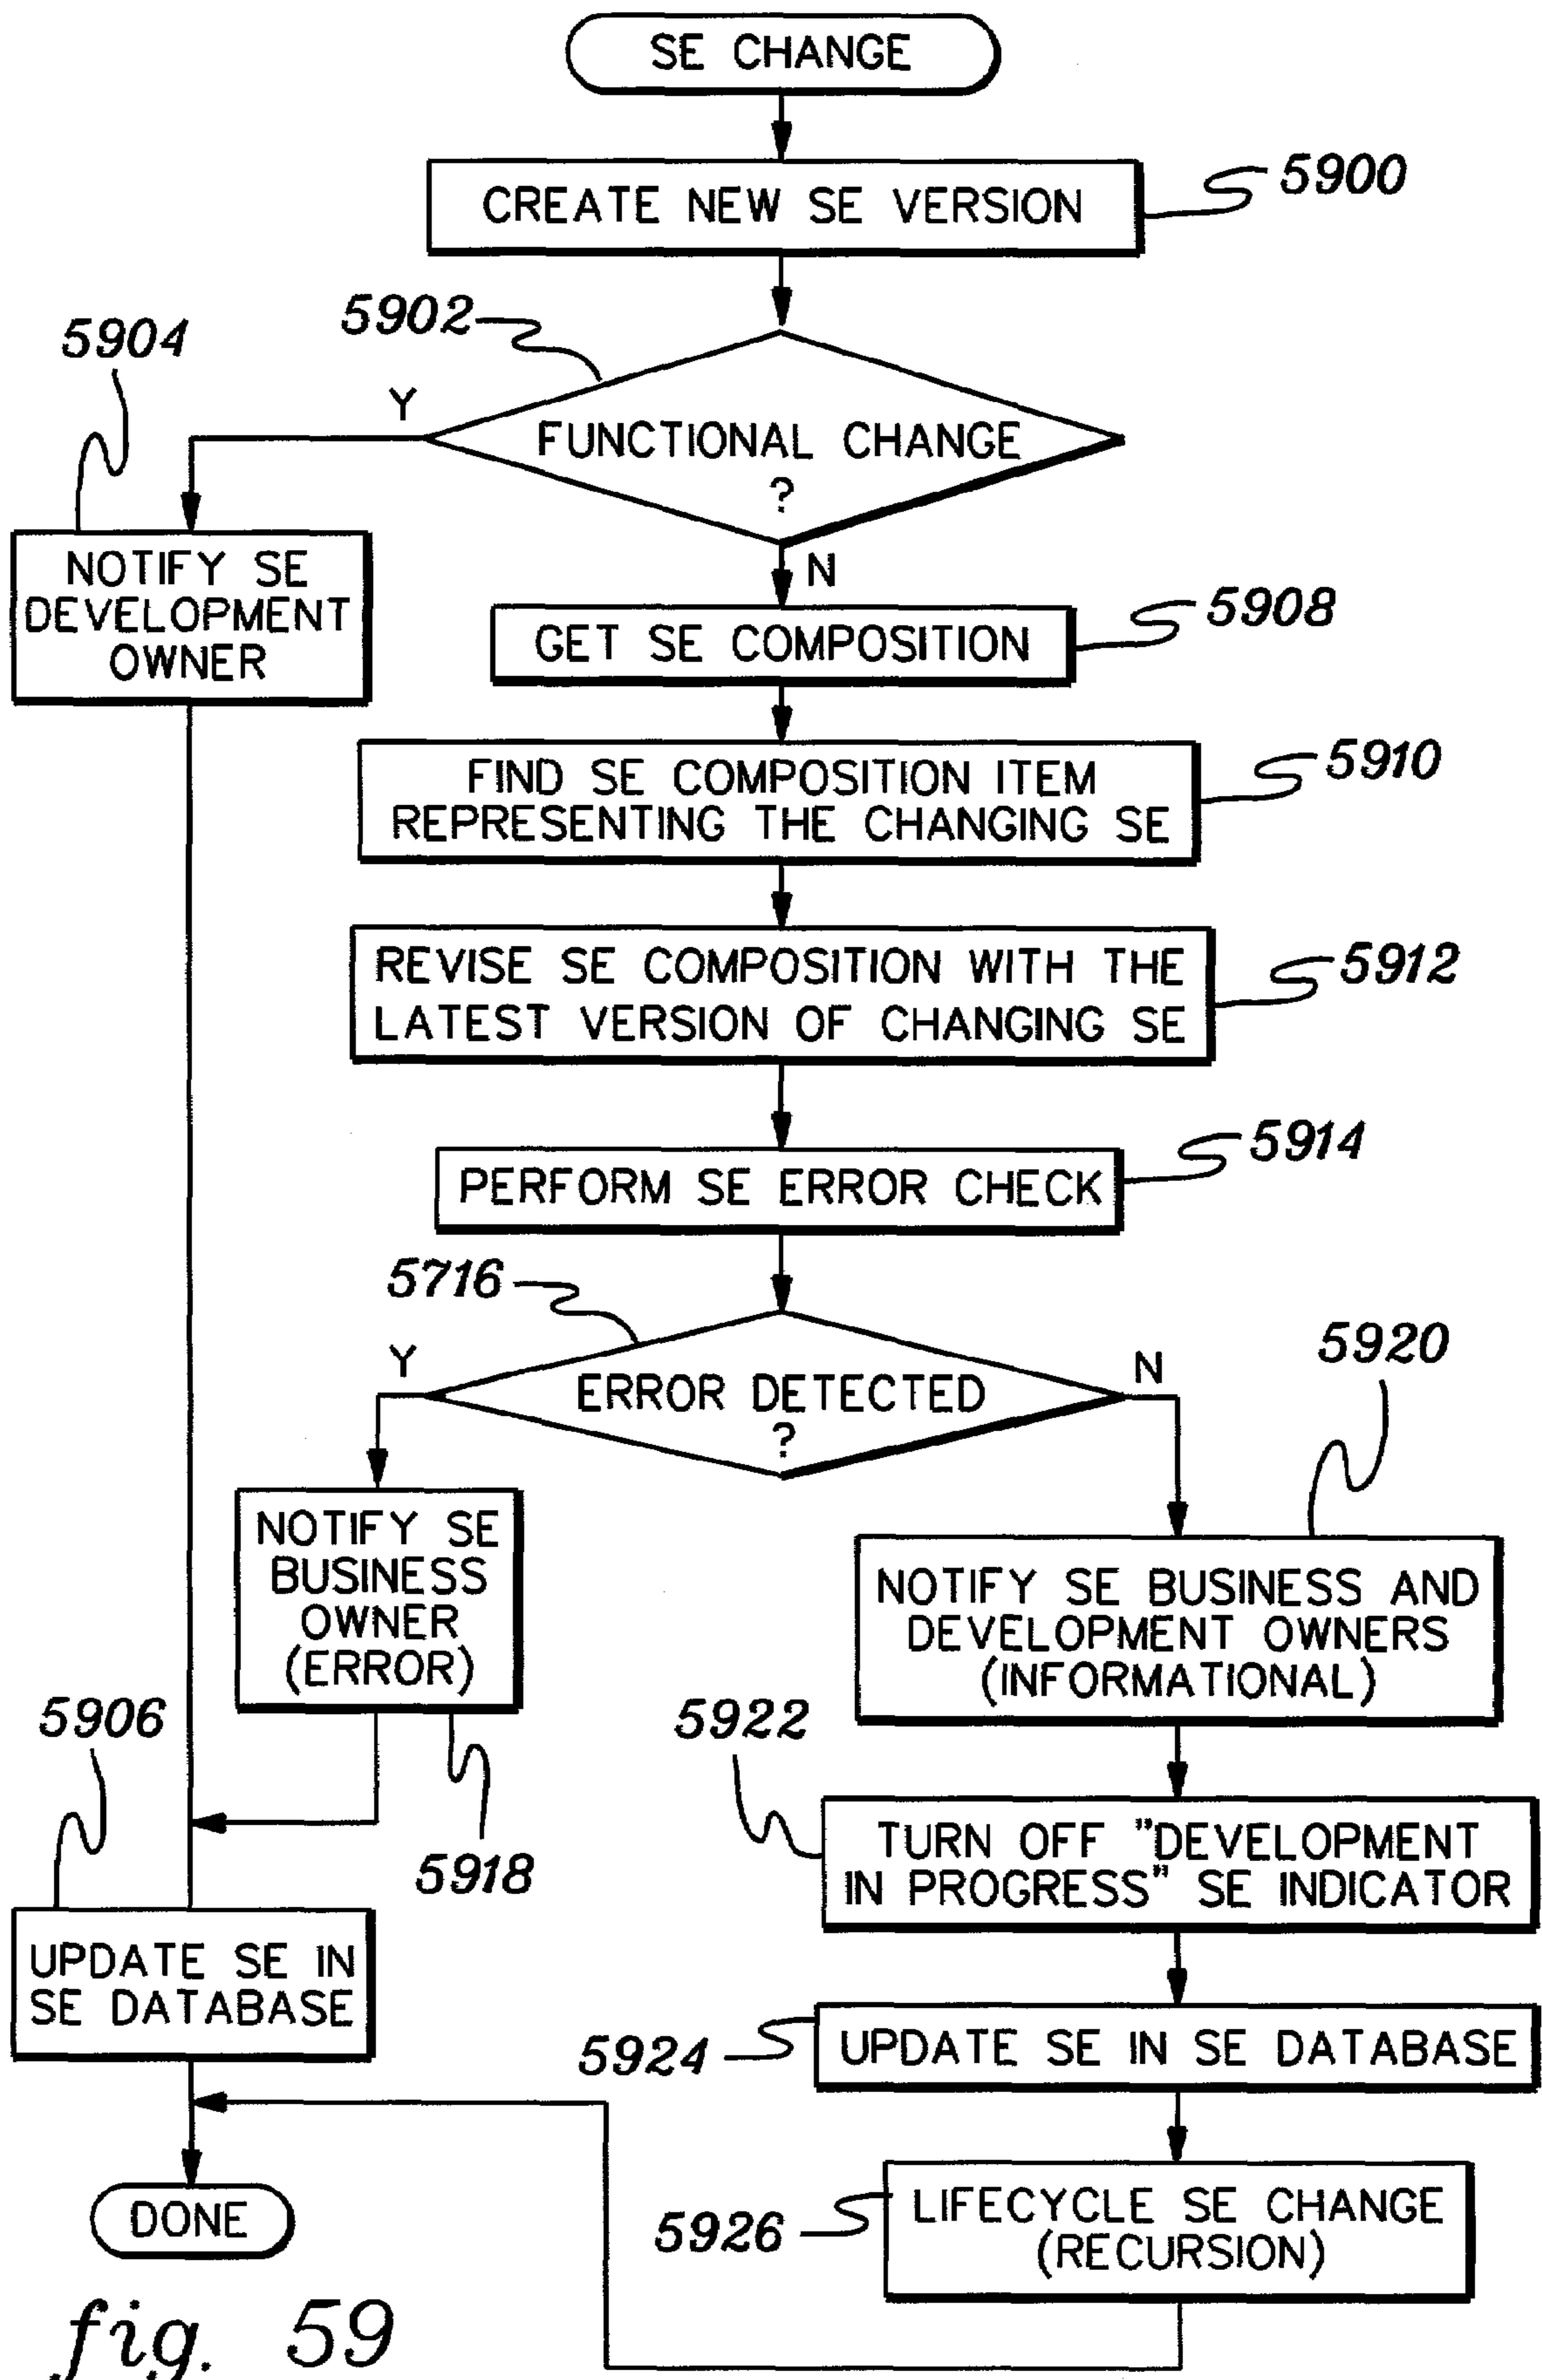 SE CHANGE
CREATE NEW SE VERSION
5900
5902
5904
Y
FUNCTIONAL CHANGE
?
N
NOTIFY SE
DEVELOPMENT
OWNER
GET SE COMPOSITION
5908
FIND SE COMPOSITION ITEM
REPRESENTING THE CHANGING SE
5910
REVISE SE COMPOSITION WITH THE
LATEST VERSION OF CHANGING SE
5912
PERFORM SE ERROR CHECK
5914
5716
Y
ERROR DETECTED
?
N
5920
NOTIFY SE
BUSINESS
OWNER
(ERROR)
5918
NOTIFY SE BUSINESS AND
DEVELOPMENT OWNERS
(INFORMATIONAL)
5906
5922
TURN OFF "DEVELOPMENT
IN PROGRESS" SE INDICATOR
UPDATE SE IN
SE DATABASE
5924
UPDATE SE IN SE DATABASE
5926
LIFECYCLE SE CHANGE
(RECURSION)
DONE
fig. 59